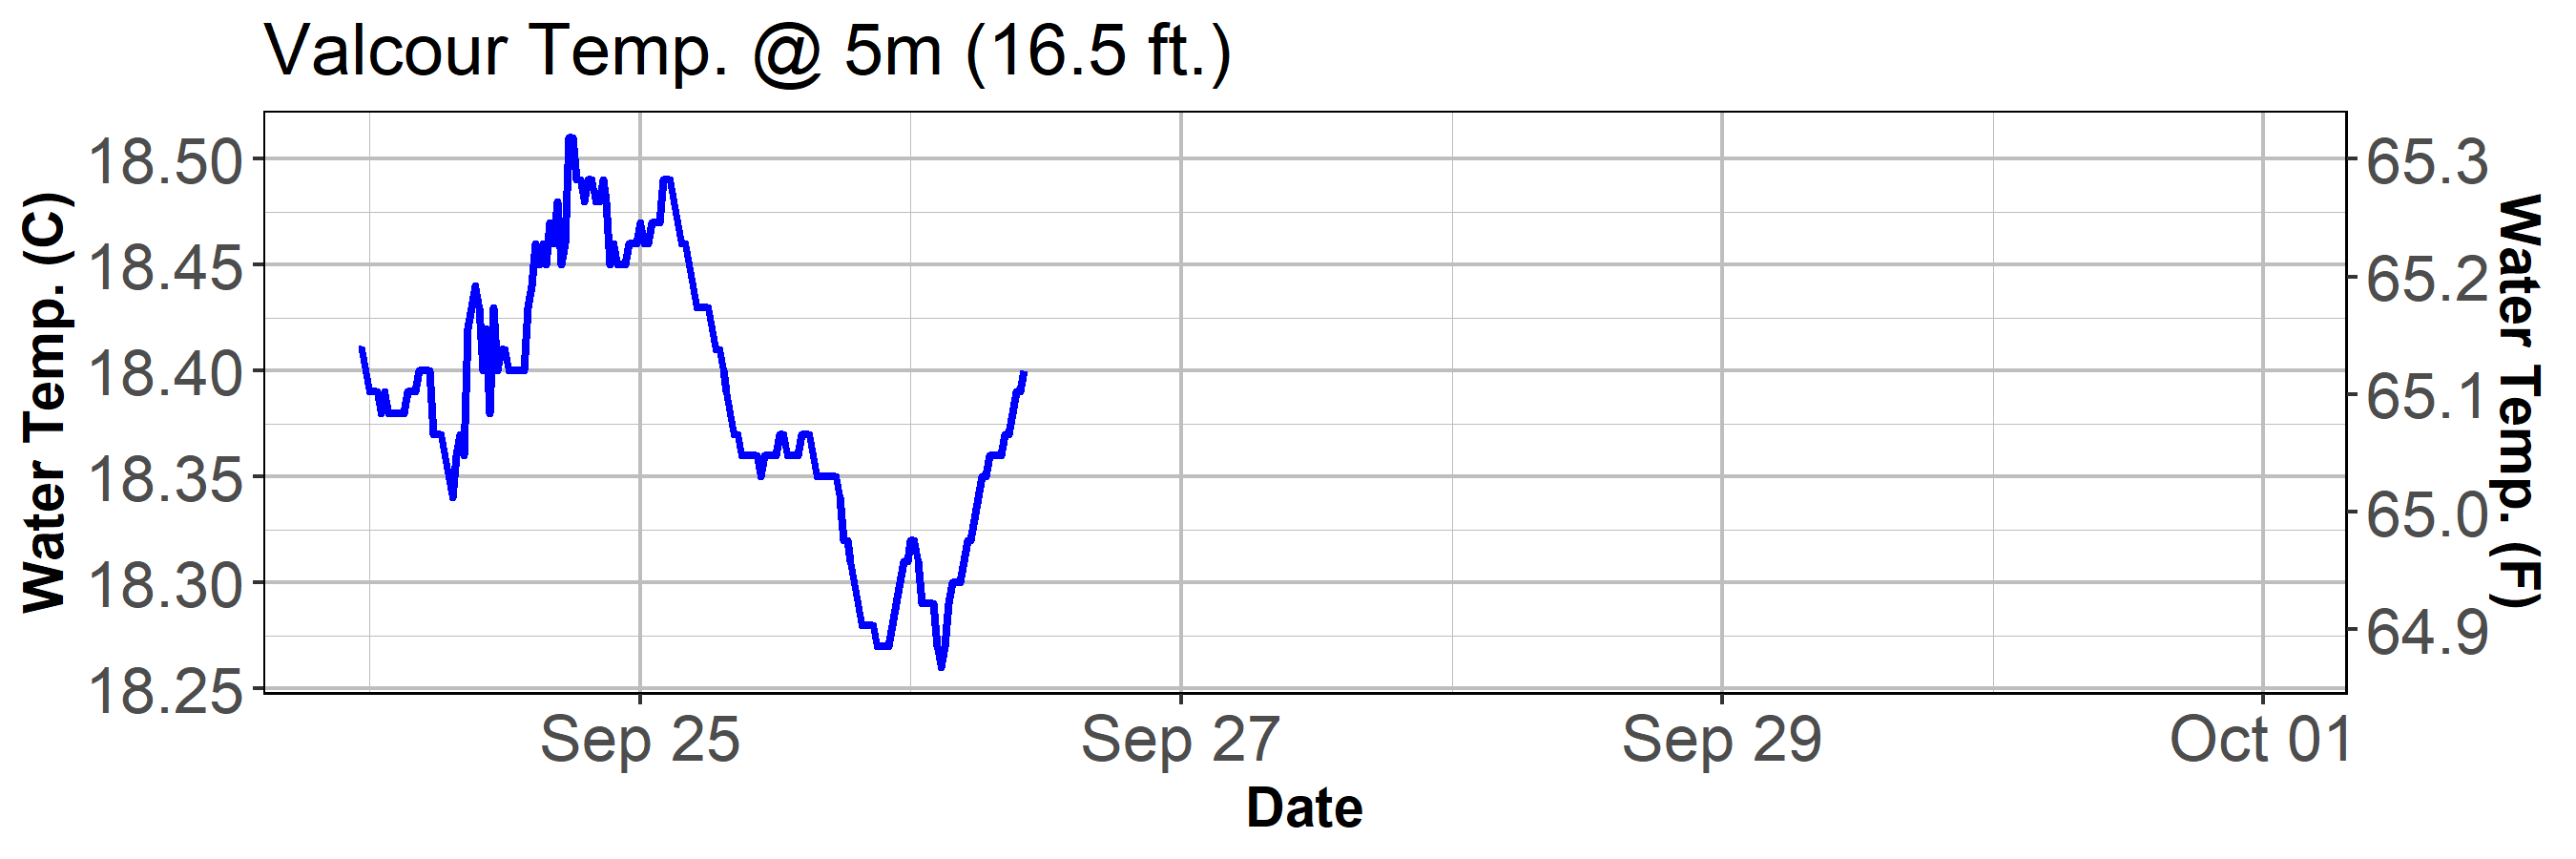 Valcour Temp. @ 5m (16.5 ft.)
Water Temp. (C)
18.50
18.45
18.40
18.35
18.30
18.25
65.3
65.2
65.1
65.0
64.9
Water Temp. (F)
Sep 25
Sep 27
Sep 29
Oct 01
Date